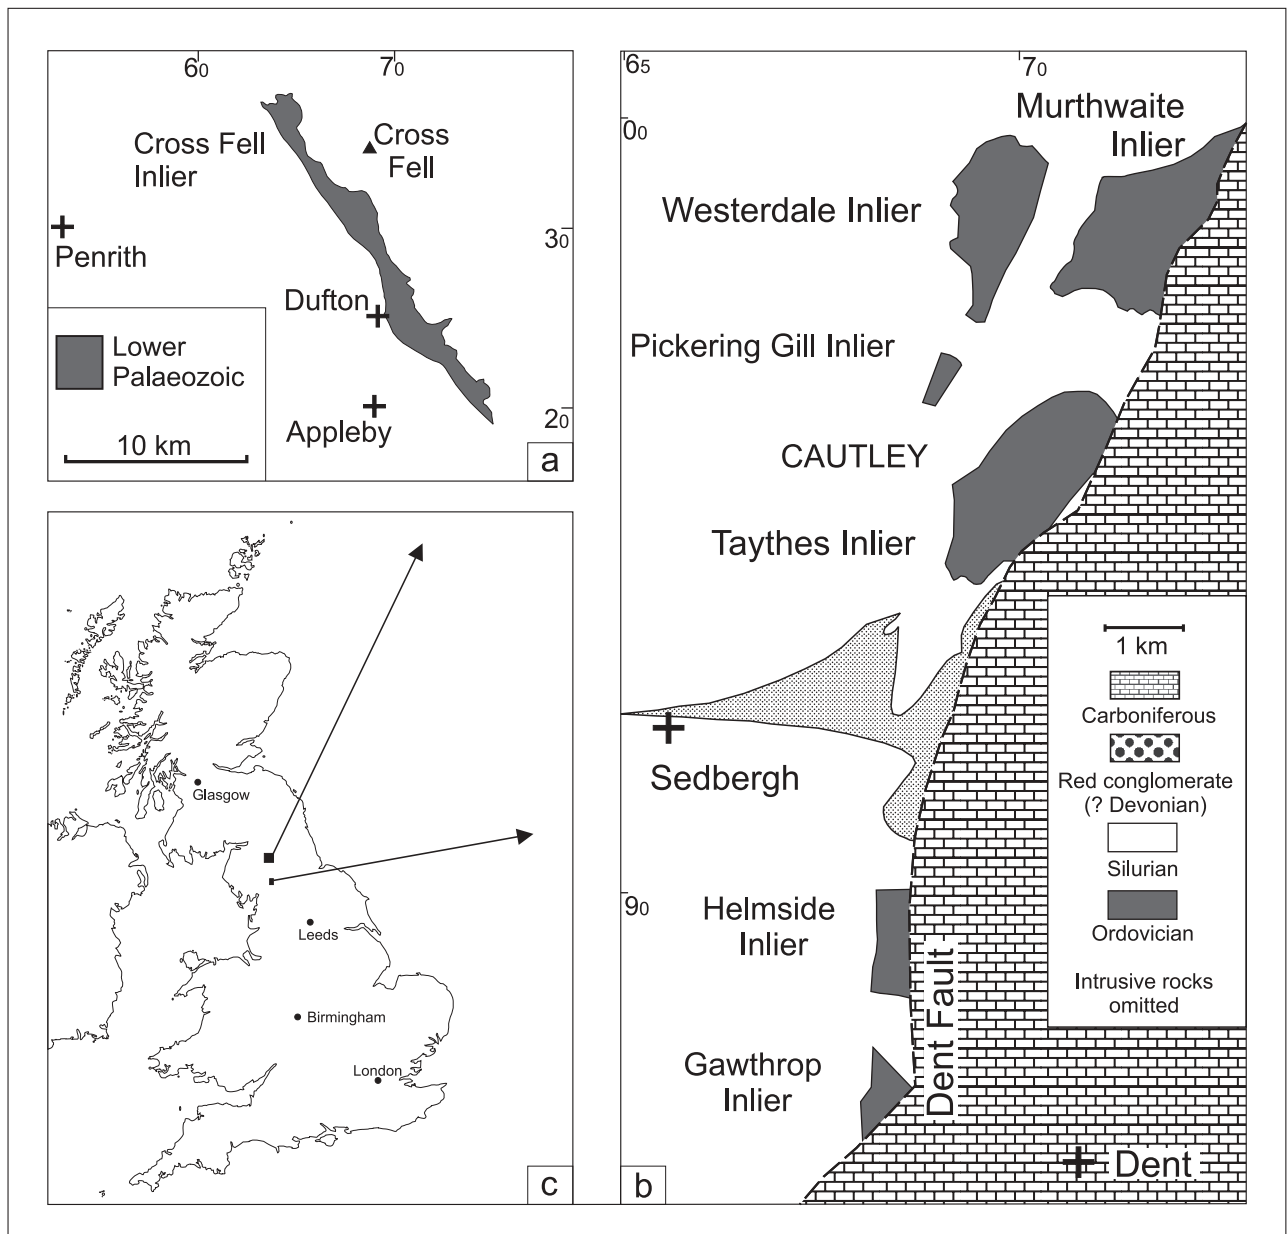 60
70
Cross Fell
Inlier
Cross
Fell
30
Penrith
Dufton
Lower
Palaeozoic
10 km
20
Appleby
a
Glasgow
Leeds
Birmingham
London
c
65
70
Murthwaite
Inlier
00
Westerdale Inlier
Pickering Gill Inlier
CAUTLEY
Taythes Inlier
Sedbergh
1 km
Carboniferous
Red conglomerate
(? Devonian)
Silurian
Ordovician
Intrusive rocks
omitted
90
Helmside
Inlier
Dent Fault
Gawthrop
Inlier
Dent
b